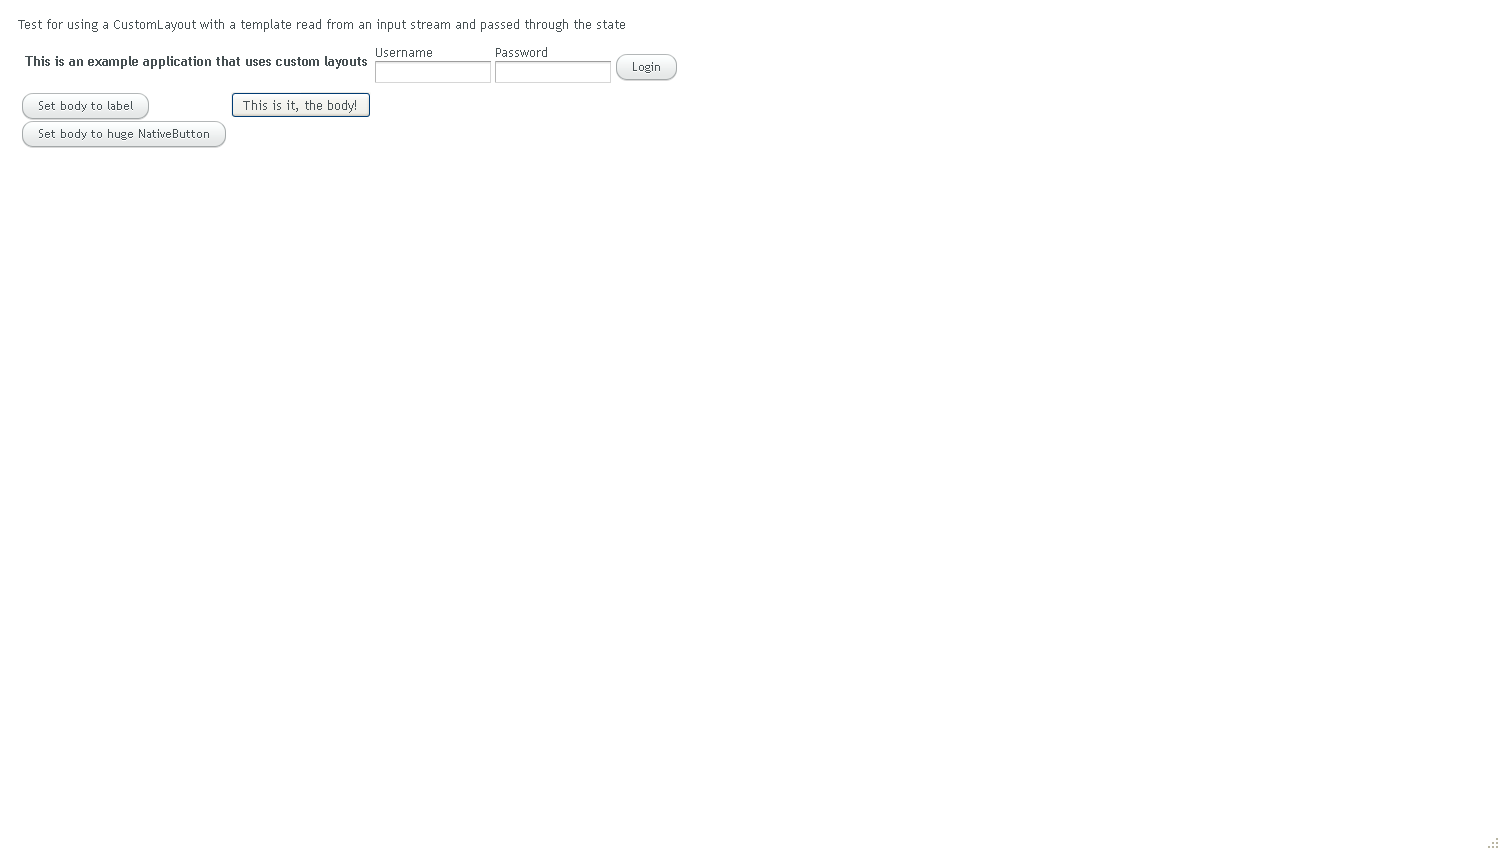 Test for using a CustomLayout with a template read from an input stream and passed through the state
This is an example application that uses custom layouts
Username
Password
Login
Set body to label
This is it, the body!
Set body to huge NativeButton